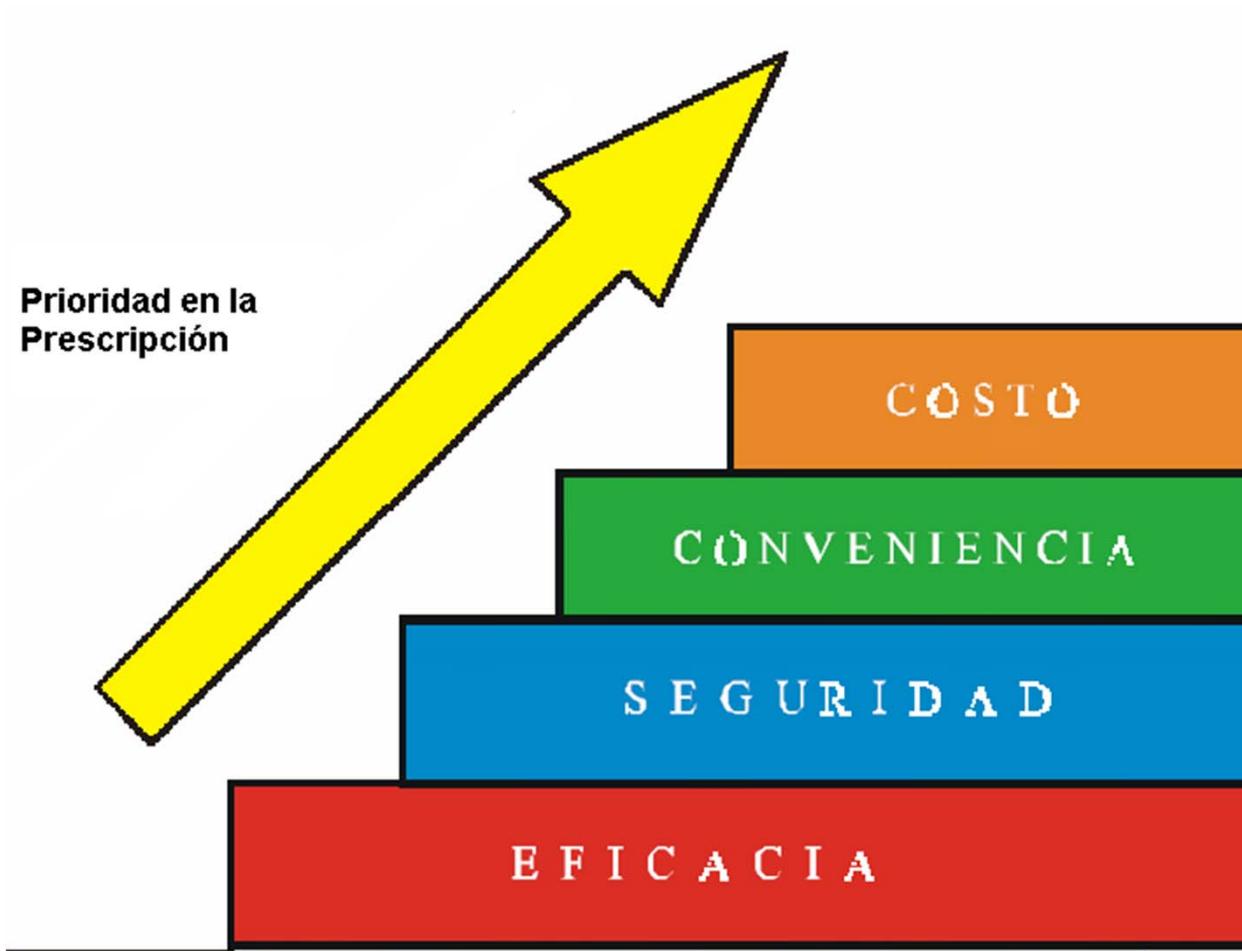 Prioridad en la
Prescripción
COSTO
CONVENIENCIA
SEGURIDAD
EFICACIA